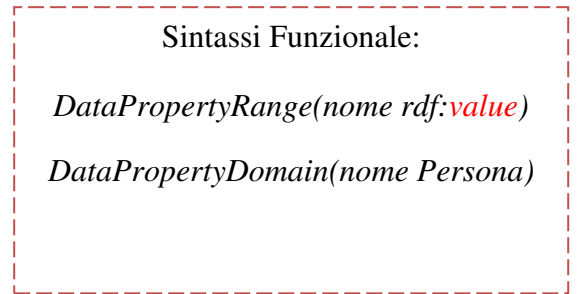 Sintassi Funzionale:
DataPropertyRange(nome rdf:value)
DataPropertyDomain(nome Persona)